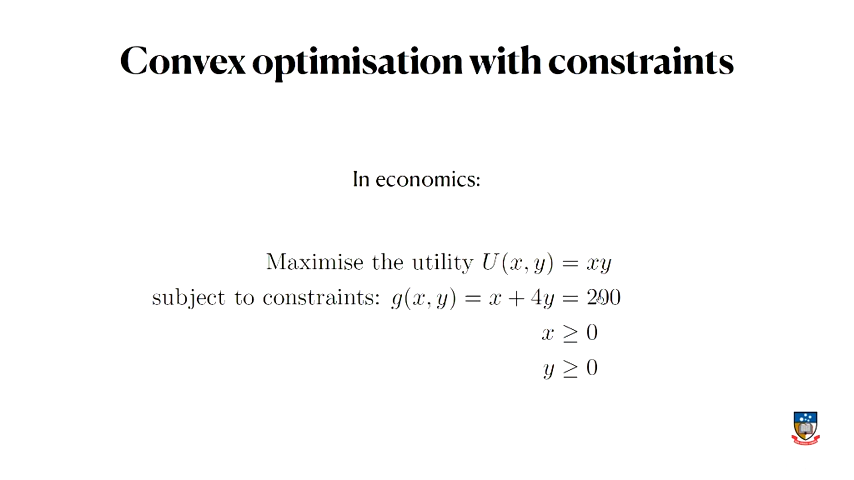 Convex optimisation with constraints
In economics:
Maximise the utility U(x, y) = xy
subject to constraints: g(x, y) = x + 4y = 200
x ≥ 0
y ≥ 0